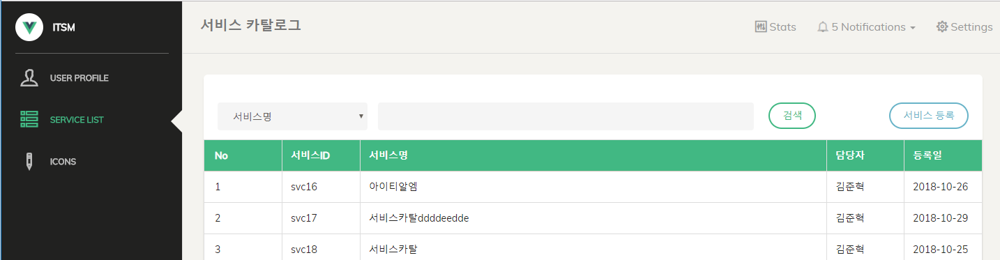 ITSM
USER PROFILE
SERVICE LIST
ICONS
서비스 카탈로그
Stats
5 Notifications
Settings
서비스명
검색
서비스 등록
No 서비스ID 서비스명 담당자 등록일
1 svc16 아이티알엠 김준혁 2018-10-26
2 svc17 서비스카탈ddddeedde 김준혁 2018-10-29
3 svc18 서비스카탈 김준혁 2018-10-25